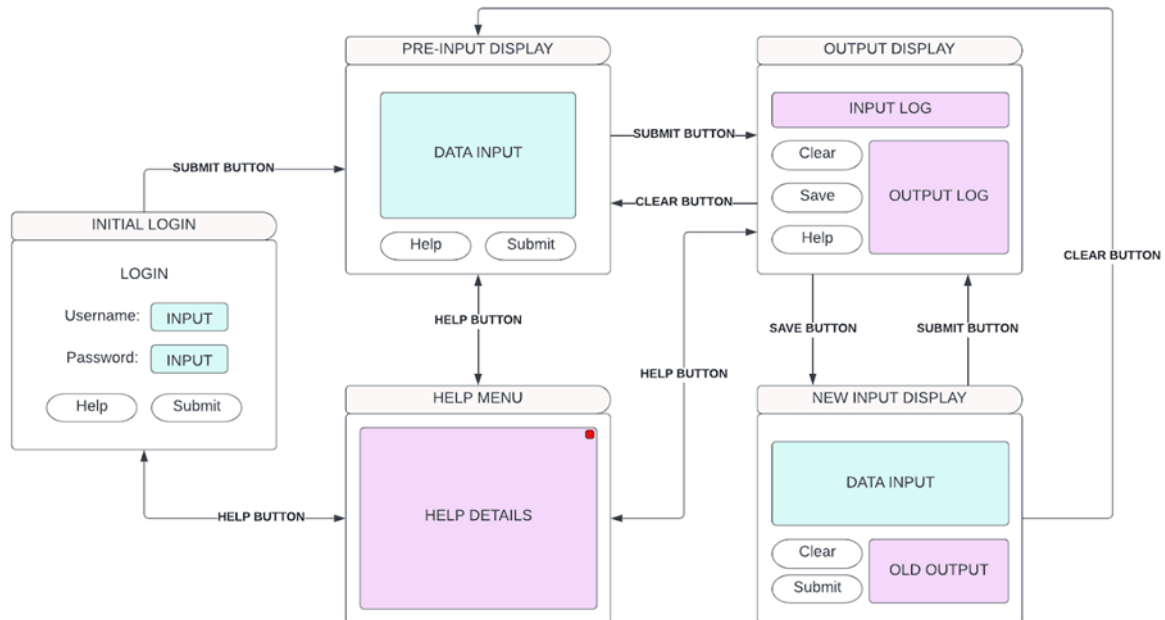 PRE-INPUT DISPLAY
DATA INPUT
Help
Submit
SUBMIT BUTTON
CLEAR BUTTON
OUTPUT DISPLAY
INPUT LOG
Clear
Save
Help
OUTPUT LOG
CLEAR BUTTON
SUBMIT BUTTON
INITIAL LOGIN
LOGIN
Username:
INPUT
Password:
INPUT
Help
Submit
HELP BUTTON
HELP BUTTON
SAVE BUTTON
SUBMIT BUTTON
HELP MENU
HELP DETAILS
HELP BUTTON
NEW INPUT DISPLAY
DATA INPUT
Clear
Submit
OLD OUTPUT